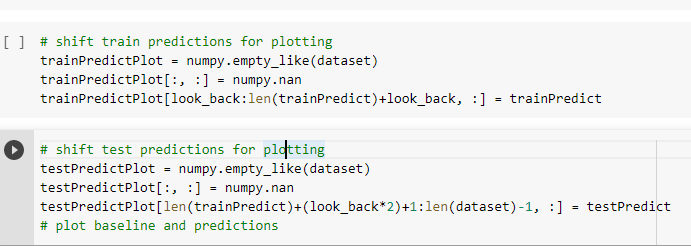 [ ] # shift train predictions for plotting
trainPredictPlot = numpy.empty_like(dataset)
trainPredictPlot[:, :] = numpy.nan
trainPredictPlot[look_back:len(trainPredict)+look_back, :] = trainPredict
# shift test predictions for plotting
testPredictPlot = numpy.empty_like(dataset)
testPredictPlot[:, :] = numpy.nan
testPredictPlot[len(trainPredict)+(look_back*2)+1:len(dataset)-1, :] = testPredict
# plot baseline and predictions